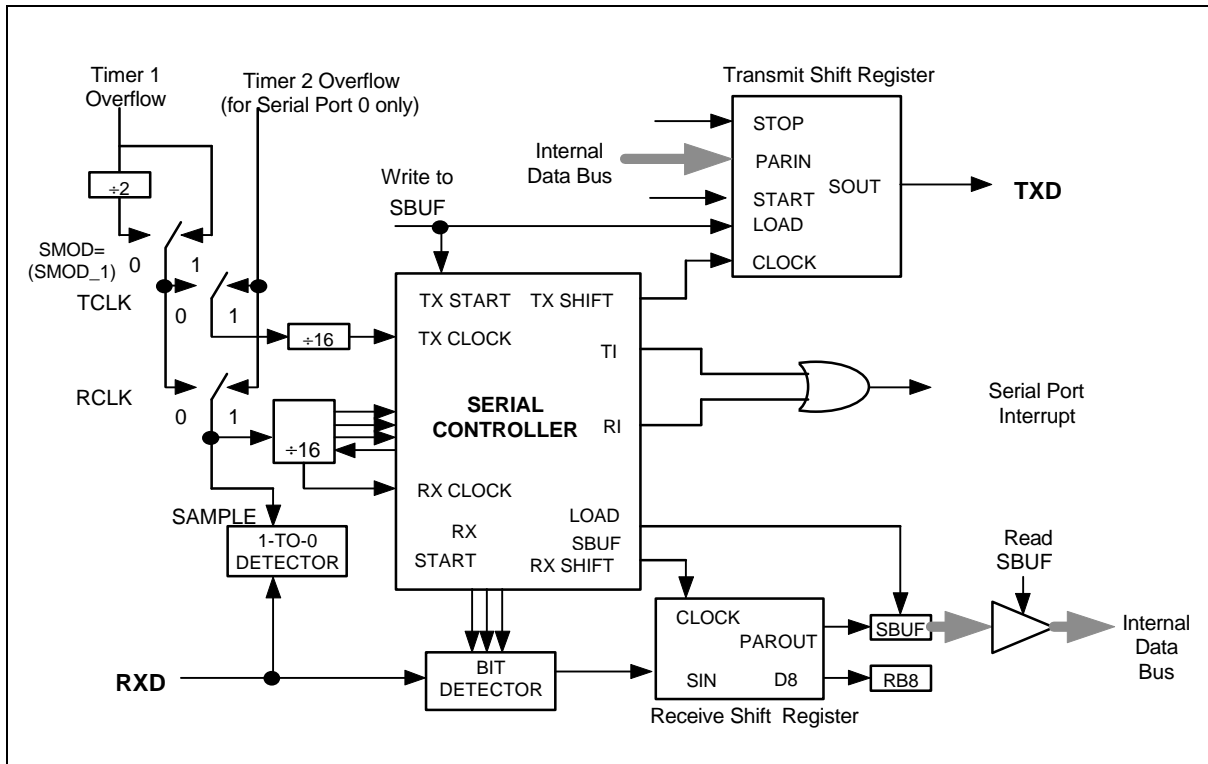 Timer 1
Overflow
Timer 2 Overflow
(for Serial Port 0 only)
÷2
SMOD=
(SMOD_1)
0
1
TCLK
0
1
÷16
RCLK
0
1
÷16
SAMPLE
1-TO-0
DETECTOR
RXD
BIT
DETECTOR
Write to
SBUF
TX START
TX SHIFT
TX CLOCK
TI
SERIAL
CONTROLLER
RI
RX CLOCK
LOAD
SBUF
RX
START
RX SHIFT
Transmit Shift Register
Internal
Data Bus
STOP
PARIN
SOUT
START
LOAD
CLOCK
TXD
Serial Port
Interrupt
CLOCK
PAROUT
SIN
D8
Receive Shift Register
SBUF
RB8
Read
SBUF
Internal
Data
Bus